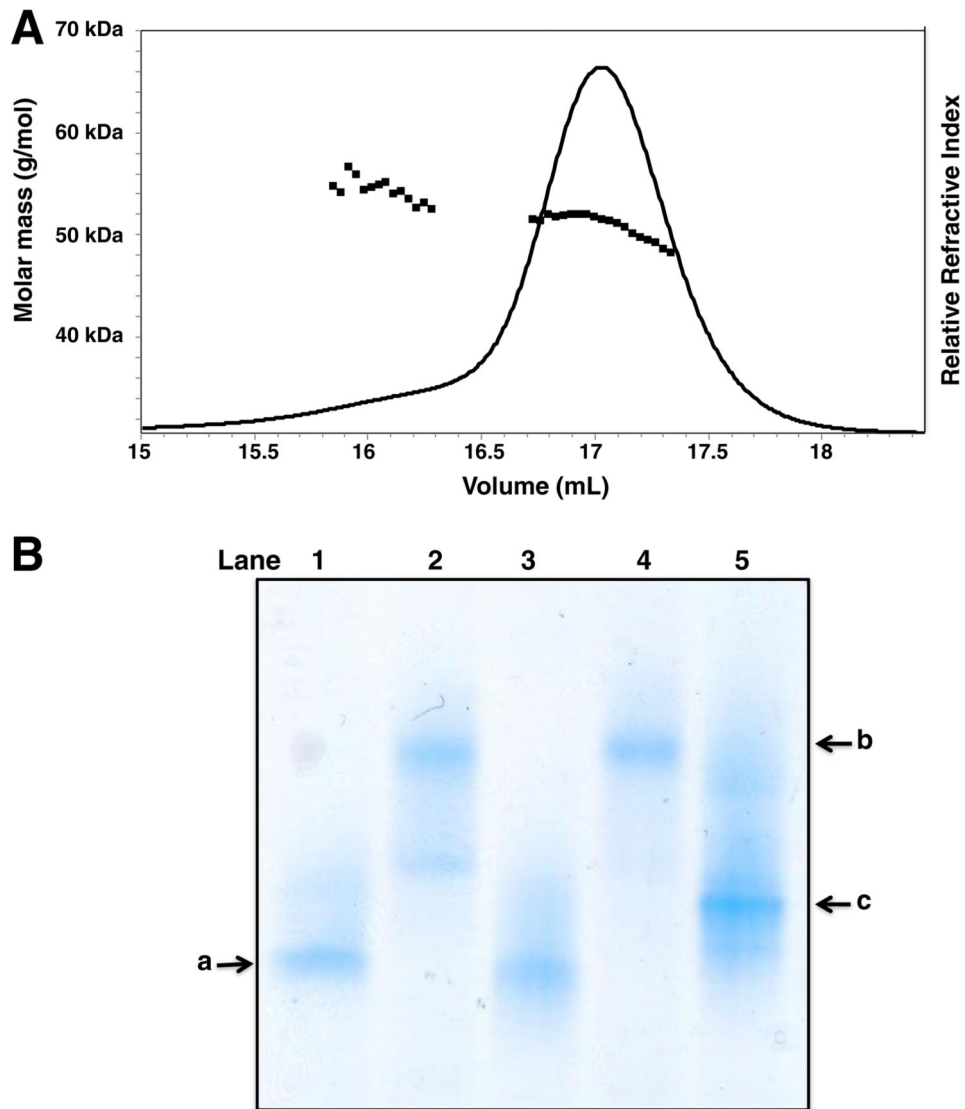 A
70 kDa
60 kDa
50 kDa
40 kDa
Molar mass (g/mol)
Relative Refractive Index
15 15.5 16 16.5 17 17.5 18
Volume (mL)
B
Lane 1 2 3 4 5
b
c
a